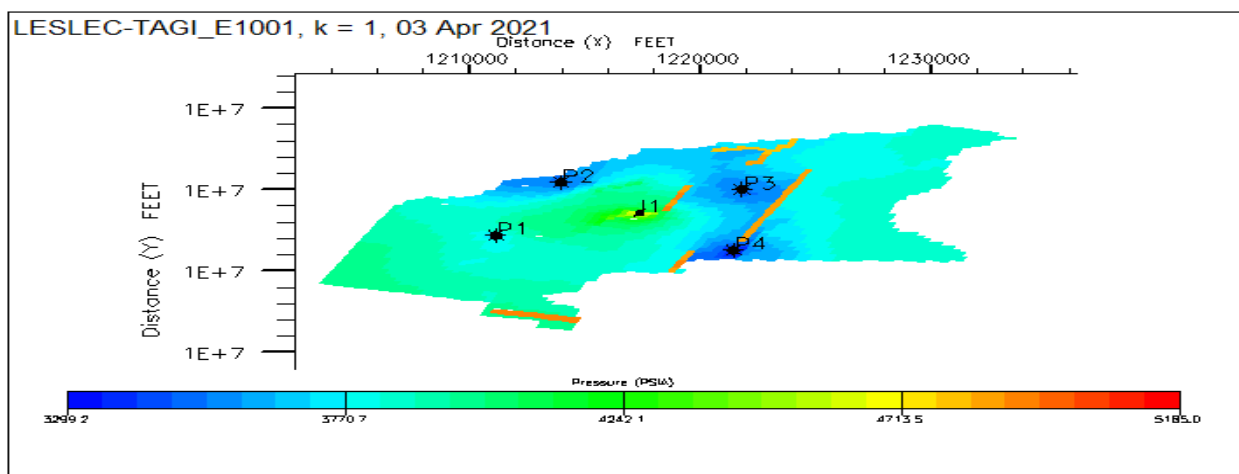 LESLEC-TAGI_E1001, k = 1, 03 Apr 2021
Distance (X) FEET
1210000 1220000 1230000
1E+7
P2
1E+7
P3
I1
P1
P4
1E+7
Distance (Y) FEET
1E+7
Pressure (PSIA)
3299.2 3770.7 4242.1 4713.5 5185.0